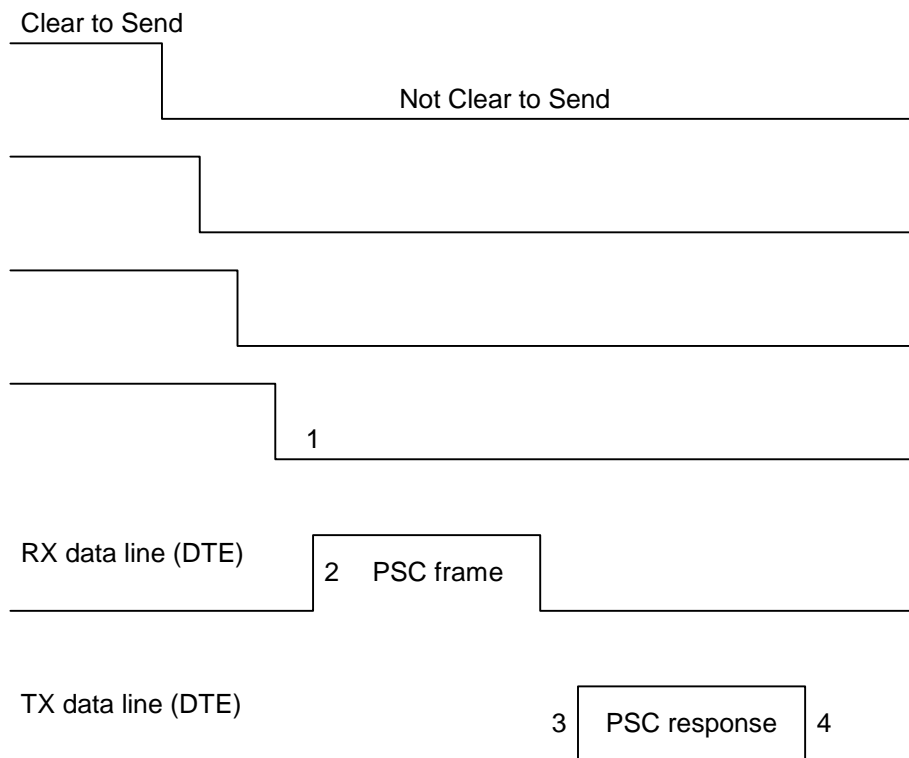 Clear to Send
Not Clear to Send
1
RX data line (DTE)
2 PSC frame
TX data line (DTE)
3 PSC response 4